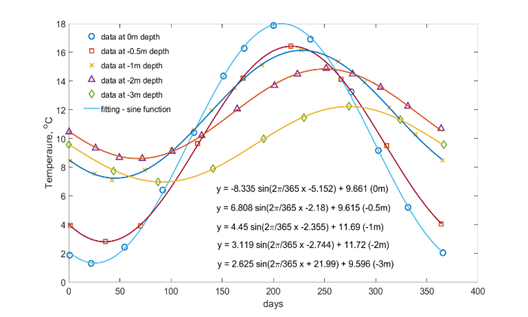 18
16
14
12
10
8
6
4
2
0
Temperaure, °C
data at 0m depth
data at -0.5m depth
data at -1m depth
data at -2m depth
data at -3m depth
fitting - sine function
y = -8.335 sin(2π/365 x -5.152) + 9.661 (0m)
y = 6.808 sin(2π/365 x -2.18) + 9.615 (-0.5m)
y = 4.45 sin(2π/365 x -2.355) + 11.69 (-1m)
y = 3.119 sin(2π/365 x -2.744) + 11.72 (-2m)
y = 2.625 sin(2π/365 x + 21.99) + 9.596 (-3m)
0 50 100 150 200 250 300 350 400
days